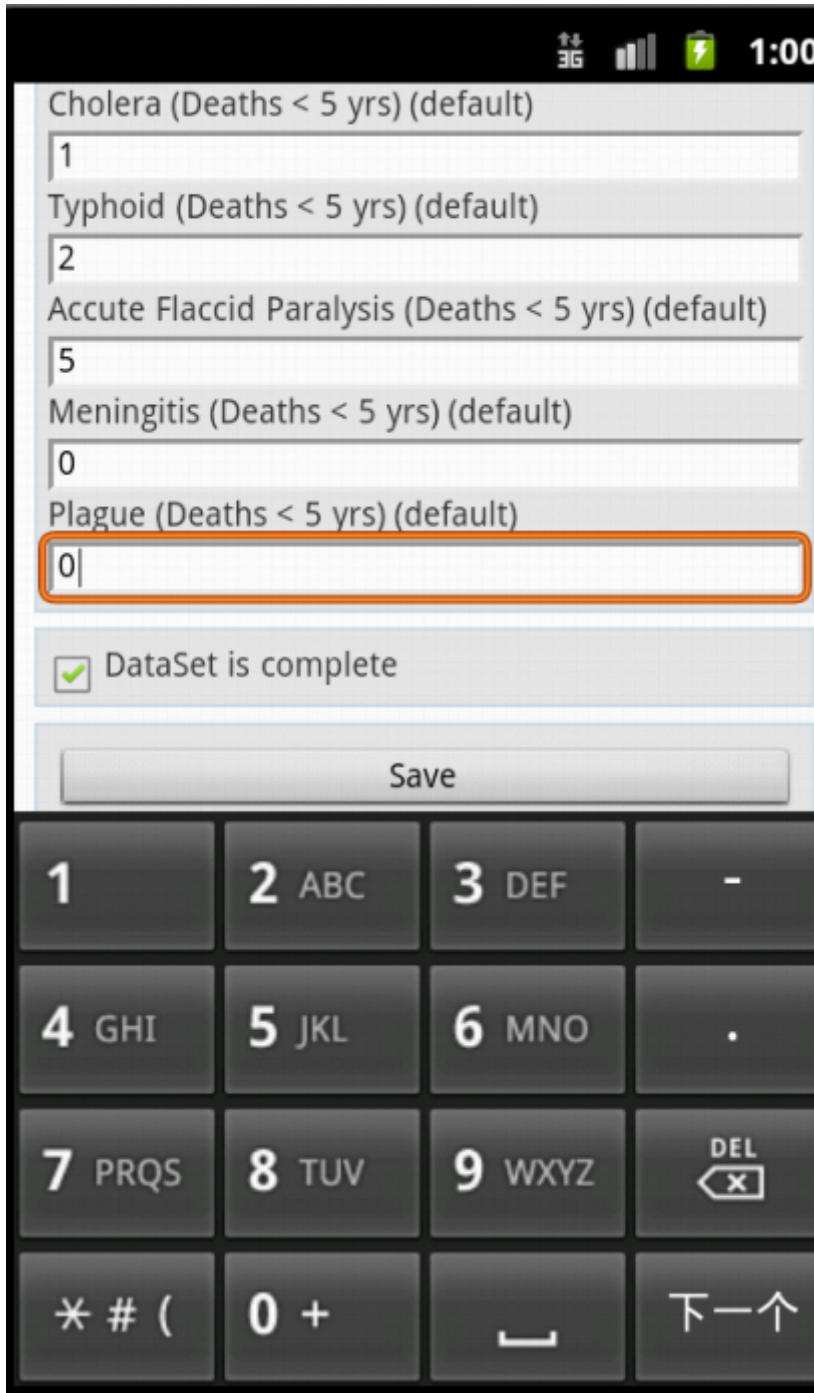 3G 1:00
Cholera (Deaths < 5 yrs) (default)
1
Typhoid (Deaths < 5 yrs) (default)
2
Accute Flaccid Paralysis (Deaths < 5 yrs) (default)
5
Meningitis (Deaths < 5 yrs) (default)
0
Plague (Deaths < 5 yrs) (default)
0
DataSet is complete
Save
1 2 ABC 3 DEF -
4 GHI 5 JKL 6 MNO .
7 PRQS 8 TUV 9 WXYZ DEL
* # ( 0 + 下一个